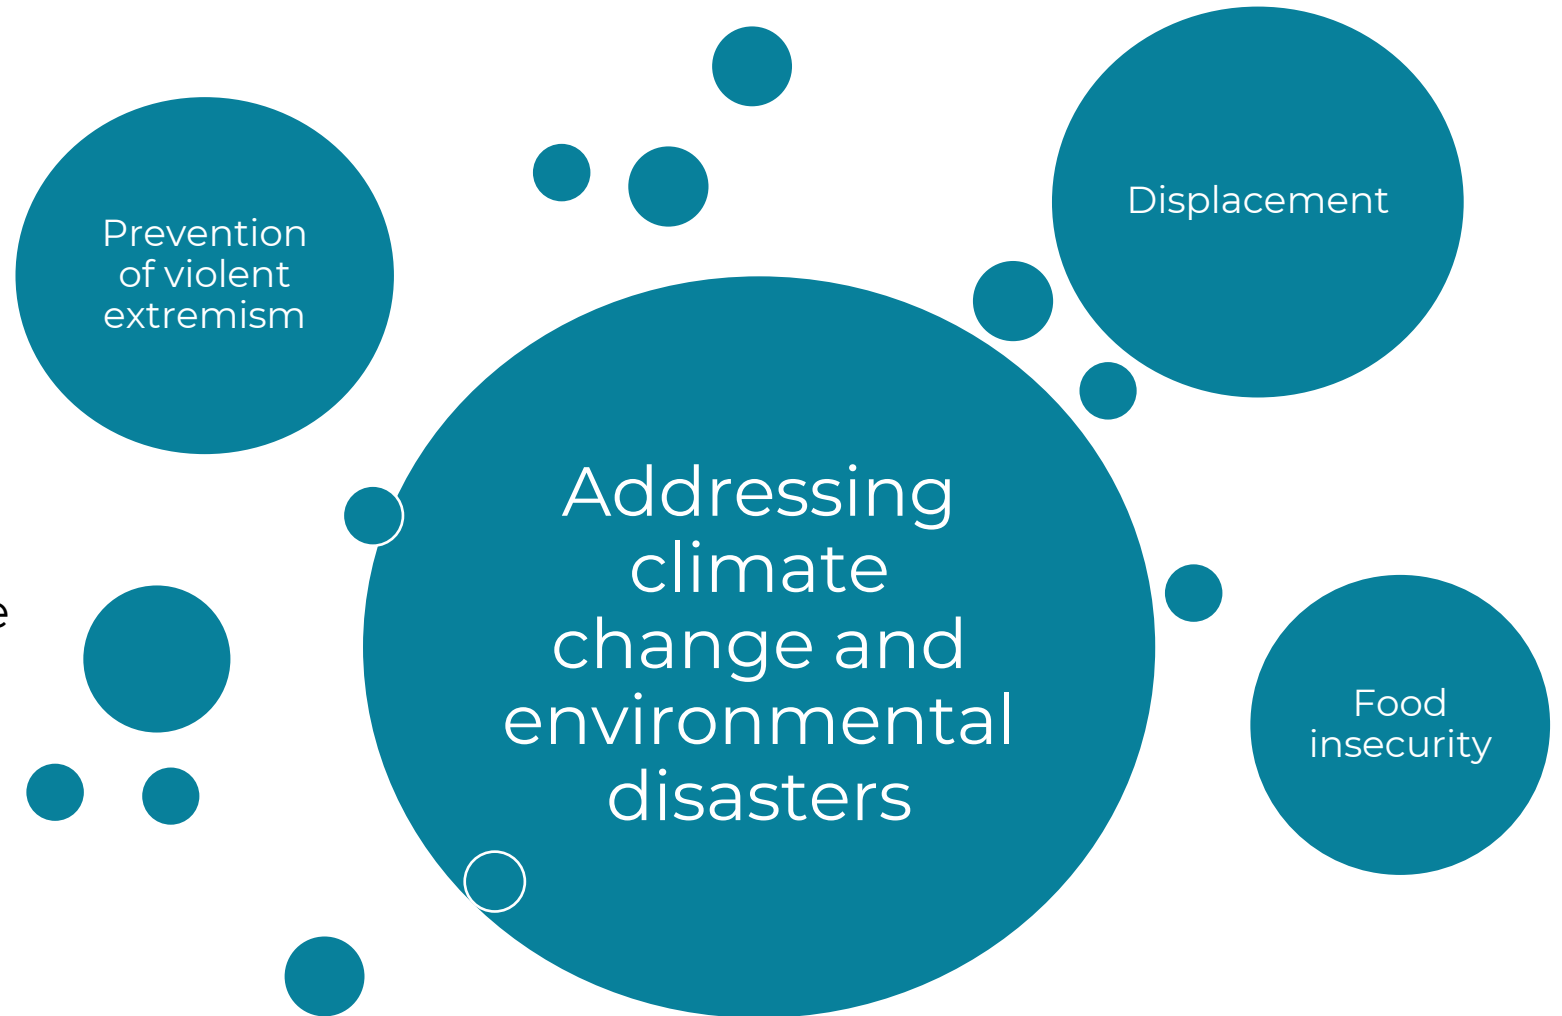 Prevention
of violent
extremism
Displacement
Addressing
climate
change and
environmental
disasters
Food
insecurity